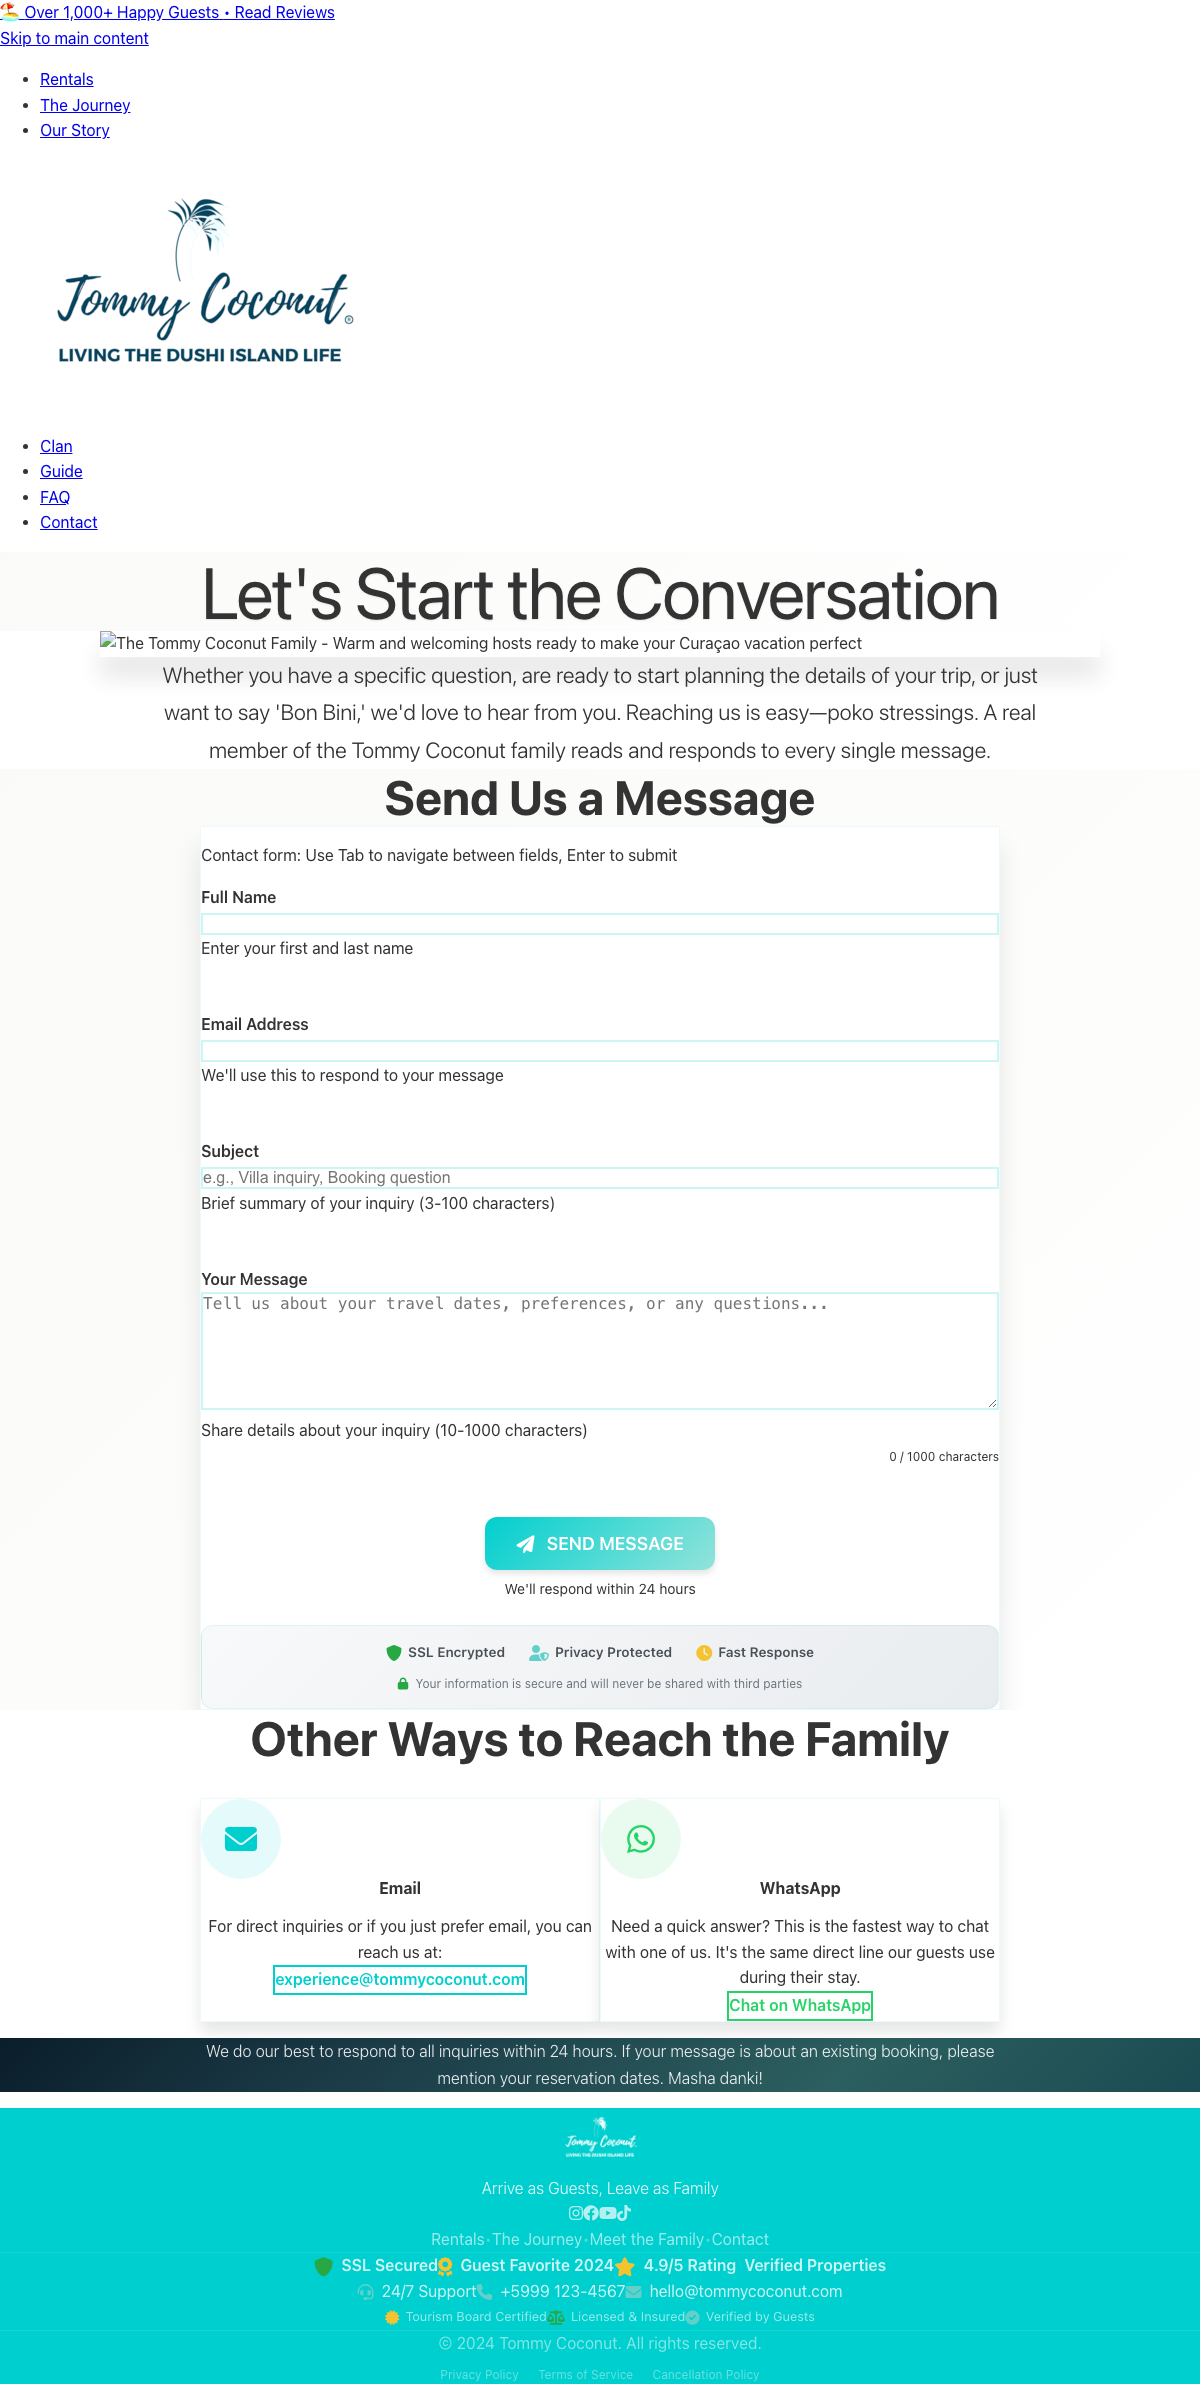 🏖️ Over 1,000+ Happy Guests • Read Reviews
Skip to main content
Rentals
The Journey
Our Story
Tommy Coconut®
LIVING THE DUSHI ISLAND LIFE
Clan
Guide
FAQ
Contact
Let's Start the Conversation
The Tommy Coconut Family - Warm and welcoming hosts ready to make your Curaçao vacation perfect
Whether you have a specific question, are ready to start planning the details of your trip, or just
want to say 'Bon Bini,' we'd love to hear from you. Reaching us is easy—poko stressings. A real
member of the Tommy Coconut family reads and responds to every single message.
Send Us a Message
Contact form: Use Tab to navigate between fields, Enter to submit
Full Name
Enter your first and last name
Email Address
We'll use this to respond to your message
Subject
e.g., Villa inquiry, Booking question
Brief summary of your inquiry (3-100 characters)
Your Message
Tell us about your travel dates, preferences, or any questions...
Share details about your inquiry (10-1000 characters)
0 / 1000 characters
SEND MESSAGE
We'll respond within 24 hours
SSL Encrypted Privacy Protected Fast Response
Your information is secure and will never be shared with third parties
Other Ways to Reach the Family
Email
For direct inquiries or if you just prefer email, you can
reach us at:
experience@tommycoconut.com
WhatsApp
Need a quick answer? This is the fastest way to chat
with one of us. It's the same direct line our guests use
during their stay.
Chat on WhatsApp
We do our best to respond to all inquiries within 24 hours. If your message is about an existing booking, please
mention your reservation dates. Masha danki!
Tommy Coconut
LIVING THE DUSHI ISLAND LIFE
Arrive as Guests, Leave as Family
Rentals•The Journey•Meet the Family•Contact
SSL Secured Guest Favorite 2024 4.9/5 Rating Verified Properties
24/7 Support +5999 123-4567 hello@tommycoconut.com
Tourism Board Certified Licensed & Insured Verified by Guests
© 2024 Tommy Coconut. All rights reserved.
Privacy Policy Terms of Service Cancellation Policy